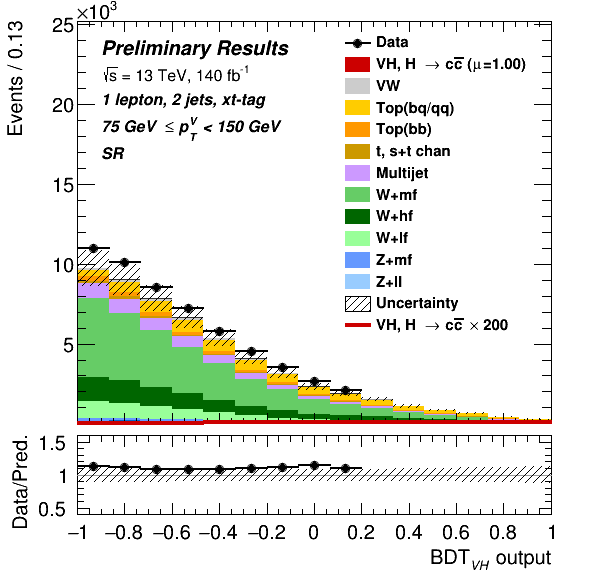 25 ×10³
20
15
10
5
Events / 0.13
Preliminary Results
√s = 13 TeV, 140 fb⁻¹
1 lepton, 2 jets, xt-tag
75 GeV ≤ p_T^V < 150 GeV
SR
Data
VH, H → cc̅ (μ=1.00)
VW
Top(bq/qq)
Top(bb)
t, s+t chan
Multijet
W+mf
W+hf
W+lf
Z+mf
Z+ll
Uncertainty
VH, H → cc̅ × 200
Data/Pred.
1.5
1
0.5
−1 −0.8 −0.6 −0.4 −0.2 0 0.2 0.4 0.6 0.8 1
BDT_VH output